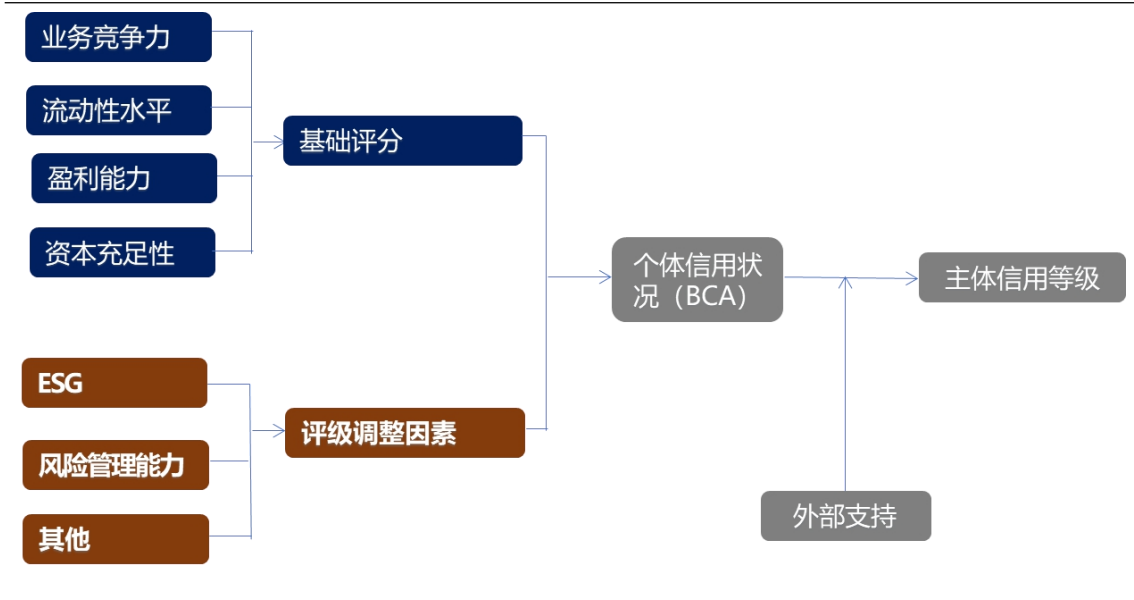 业务竞争力
流动性水平
盈利能力
资本充足性
基础评分
ESG
风险管理能力
其他
评级调整因素
个体信用状
况（BCA）
主体信用等级
外部支持